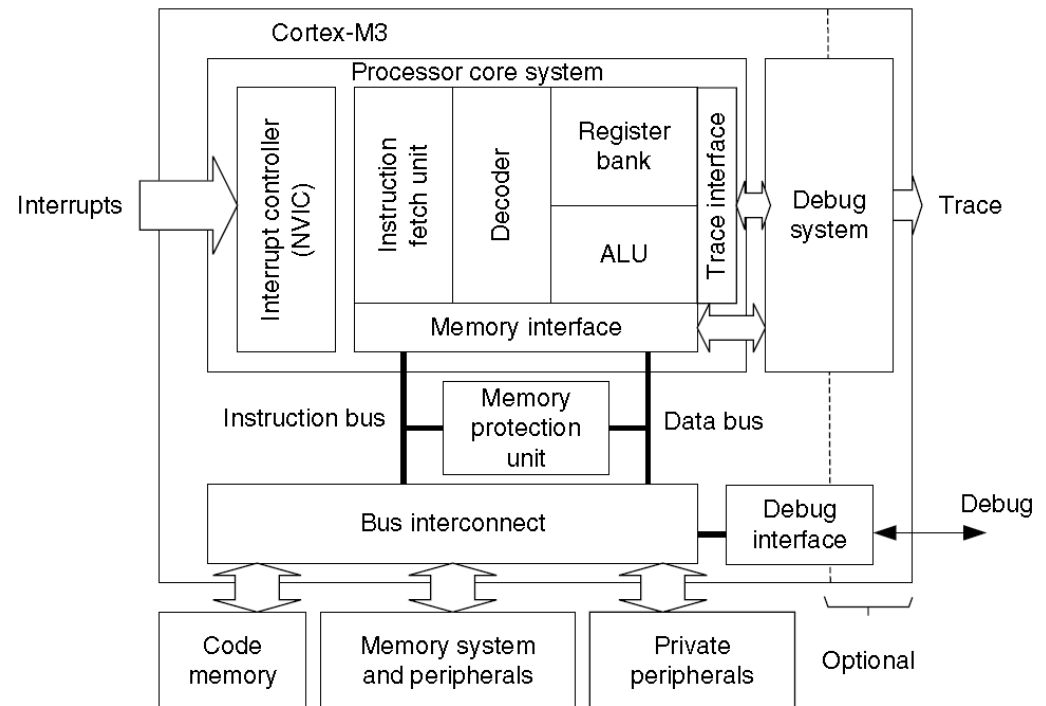 Cortex-M3
Processor core system
Interrupts
Interrupt controller
(NVIC)
Instruction
fetch unit
Decoder
Register
bank
ALU
Trace interface
Memory interface
Debug
system
Trace
Instruction bus
Memory
protection
unit
Data bus
Bus interconnect
Debug
interface
Debug
Code
memory
Memory system
and peripherals
Private
peripherals
Optional